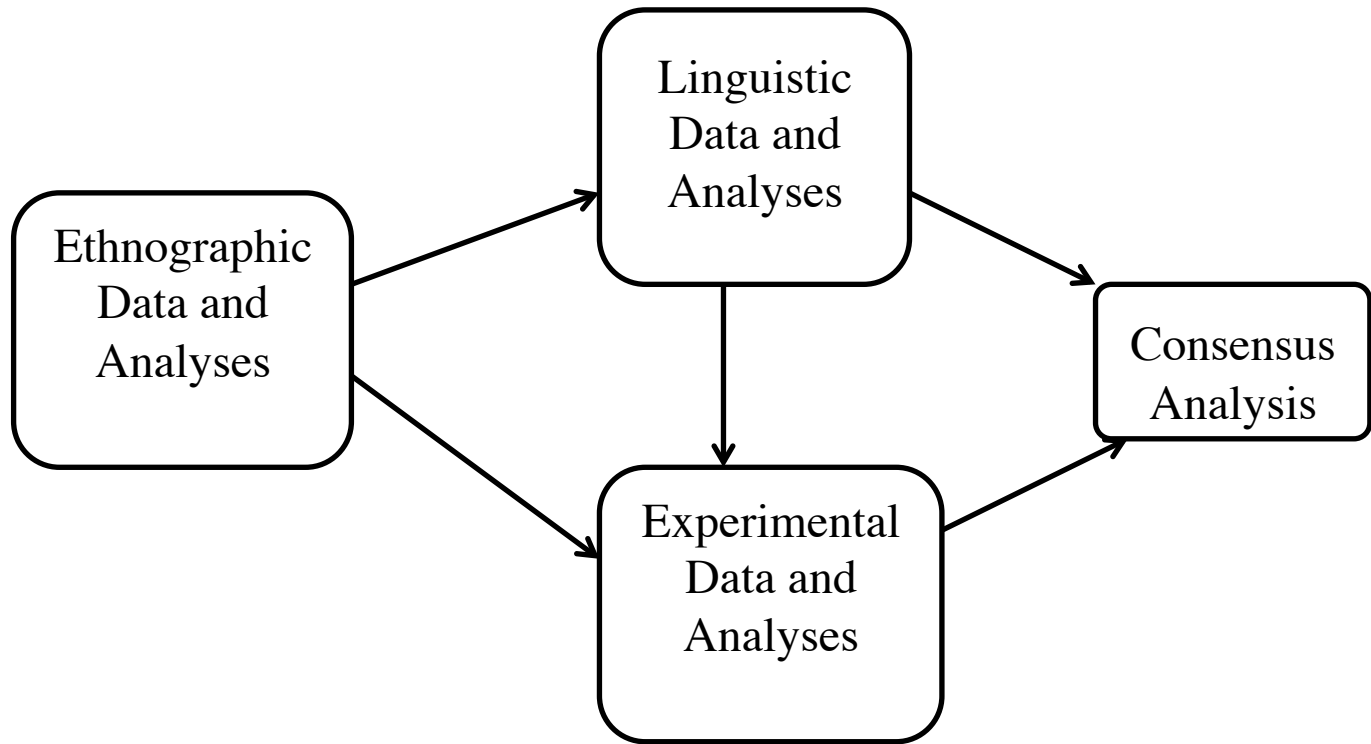 Linguistic
Data and
Analyses
Ethnographic
Data and
Analyses
Consensus
Analysis
Experimental
Data and
Analyses